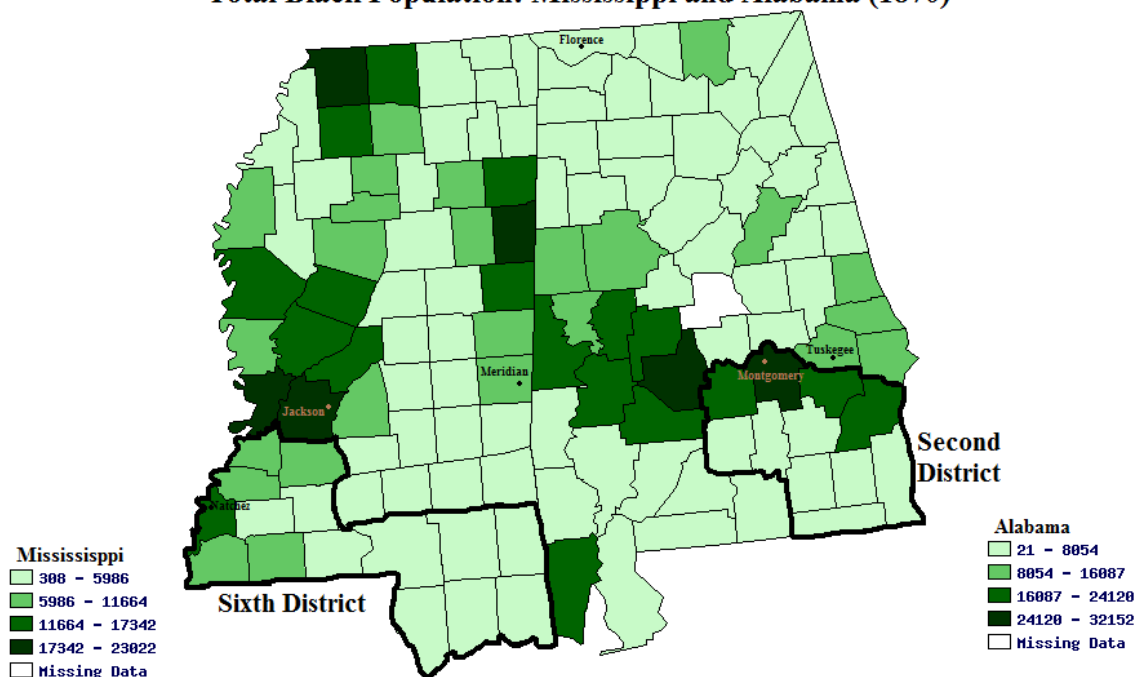 Total Black Population: Mississippi and Alabama (1870)
Florence
Meridian
Tuskegee
Montgomery
Jackson
Natchez
Second
District
Sixth District
Missisippi
308 - 5986
5986 - 11664
11664 - 17342
17342 - 23022
Missing Data
Alabama
21 - 8054
8054 - 16087
16087 - 24120
24120 - 32152
Missing Data